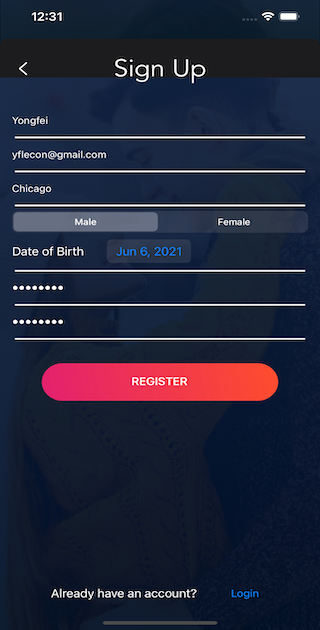 12:31
Sign Up
Yongfei
yflecon@gmail.com
Chicago
Male Female
Date of Birth Jun 6, 2021
••••••••
••••••••
REGISTER
Already have an account? Login